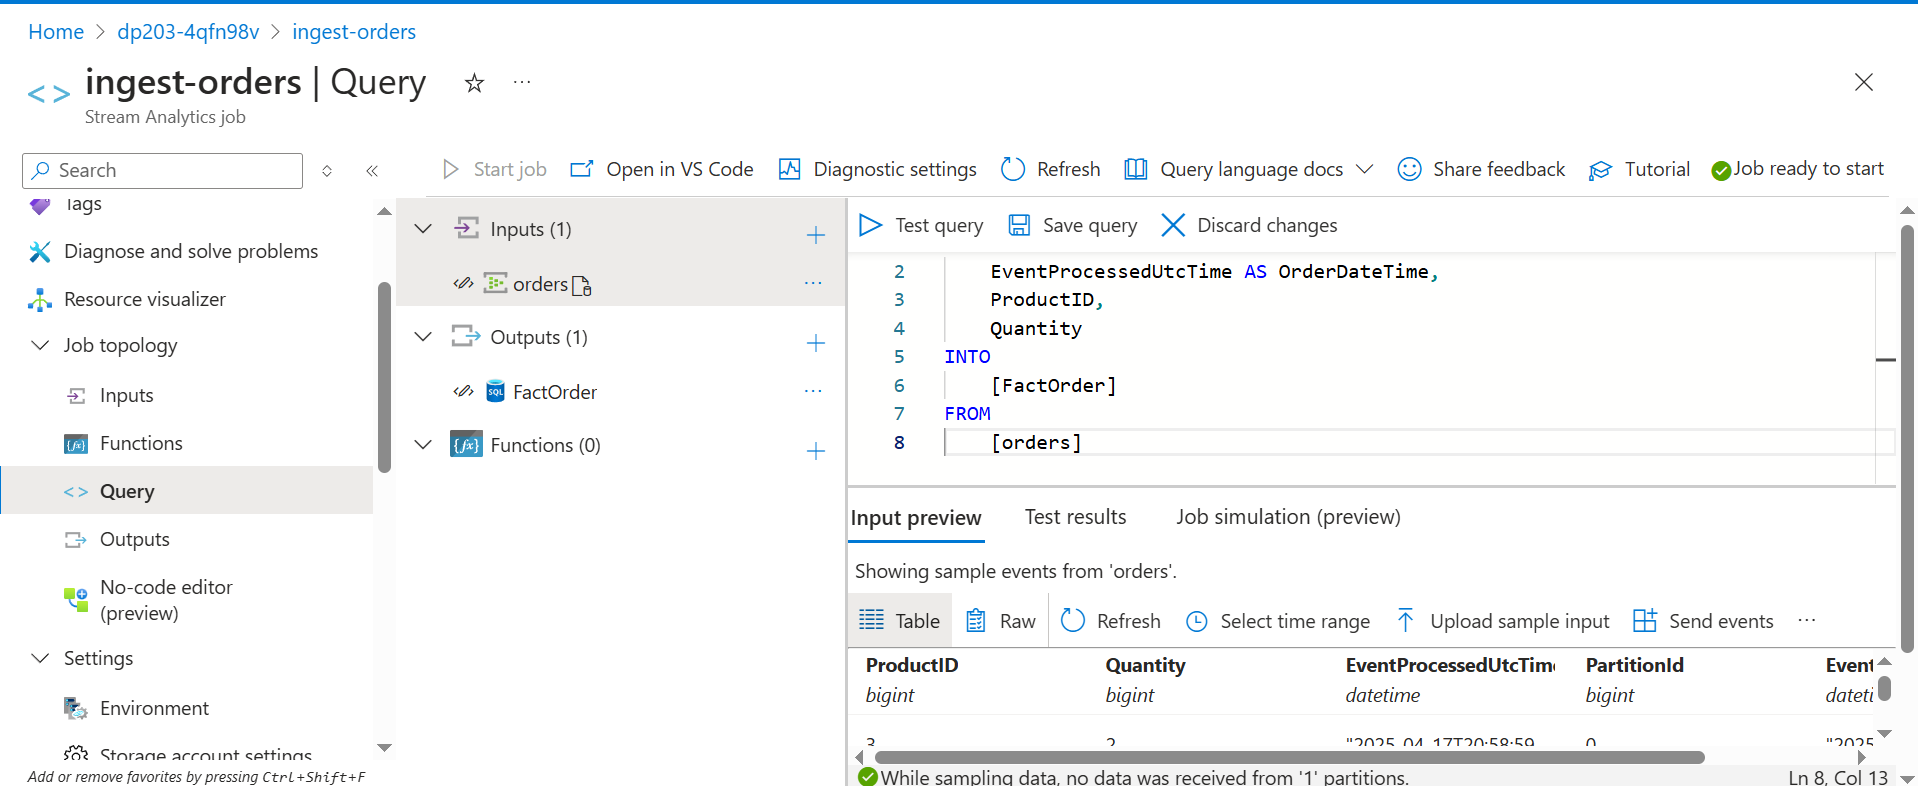 Home > dp203-4qfn98v > ingest-orders
ingest-orders | Query
Stream Analytics job
Search
Tags
Diagnose and solve problems
Resource visualizer
Job topology
Inputs
Functions
Query
Outputs
No-code editor
(preview)
Settings
Environment
Storage account settings
Add or remove favorites by pressing Ctrl+Shift+F
Start job
Open in VS Code
Diagnostic settings
Refresh
Query language docs
Share feedback
Tutorial
Job ready to start
Inputs (1)
orders
Outputs (1)
SQL FactOrder
{fx} Functions (0)
Test query
Save query
Discard changes
2 EventProcessedUtcTime AS OrderDateTime,
3 ProductID,
4 Quantity
5 INTO
6 [FactOrder]
7 FROM
8 [orders]
Input preview
Test results
Job simulation (preview)
Showing sample events from 'orders'.
Table
Raw
Refresh
Select time range
Upload sample input
Send events
ProductID Quantity EventProcessedUtcTime PartitionId Event
bigint bigint datetime bigint dateti
3 2 "2025-04-17T20:58:59 0 "2025
While sampling data, no data was received from '1' partitions.
Ln 8, Col 13